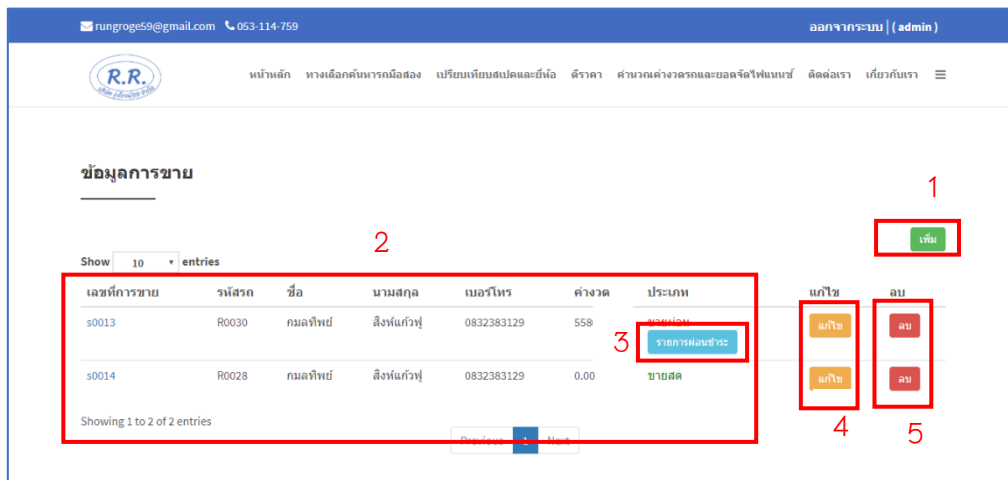 rungroge59@gmail.com 053-114-759 ออกจากระบบ | ( admin )
R.R. หน้าหลัก ทางเลือกค้นหารถมือสอง เปรียบเทียบสเปคและยี่ห้อ ตีราคา คำนวณค่างวดรถและยอดจัดไฟแนนซ์ ติดต่อเรา เกี่ยวกับเรา
ข้อมูลการขาย
1
เพิ่ม
2
Show 10 entries
เลขที่การขาย รหัสรถ ชื่อ นามสกุล เบอร์โทร ค่างวด ประเภท แก้ไข ลบ
s0013 R0030 กมลทิพย์ สิงห์แก้วฟู 0832383129 558 ขายผ่อน แก้ไข ลบ
3 รายการผ่อนชำระ
s0014 R0028 กมลทิพย์ สิงห์แก้วฟู 0832383129 0.00 ขายสด แก้ไข ลบ
Showing 1 to 2 of 2 entries
Previous 1 Next
4 5